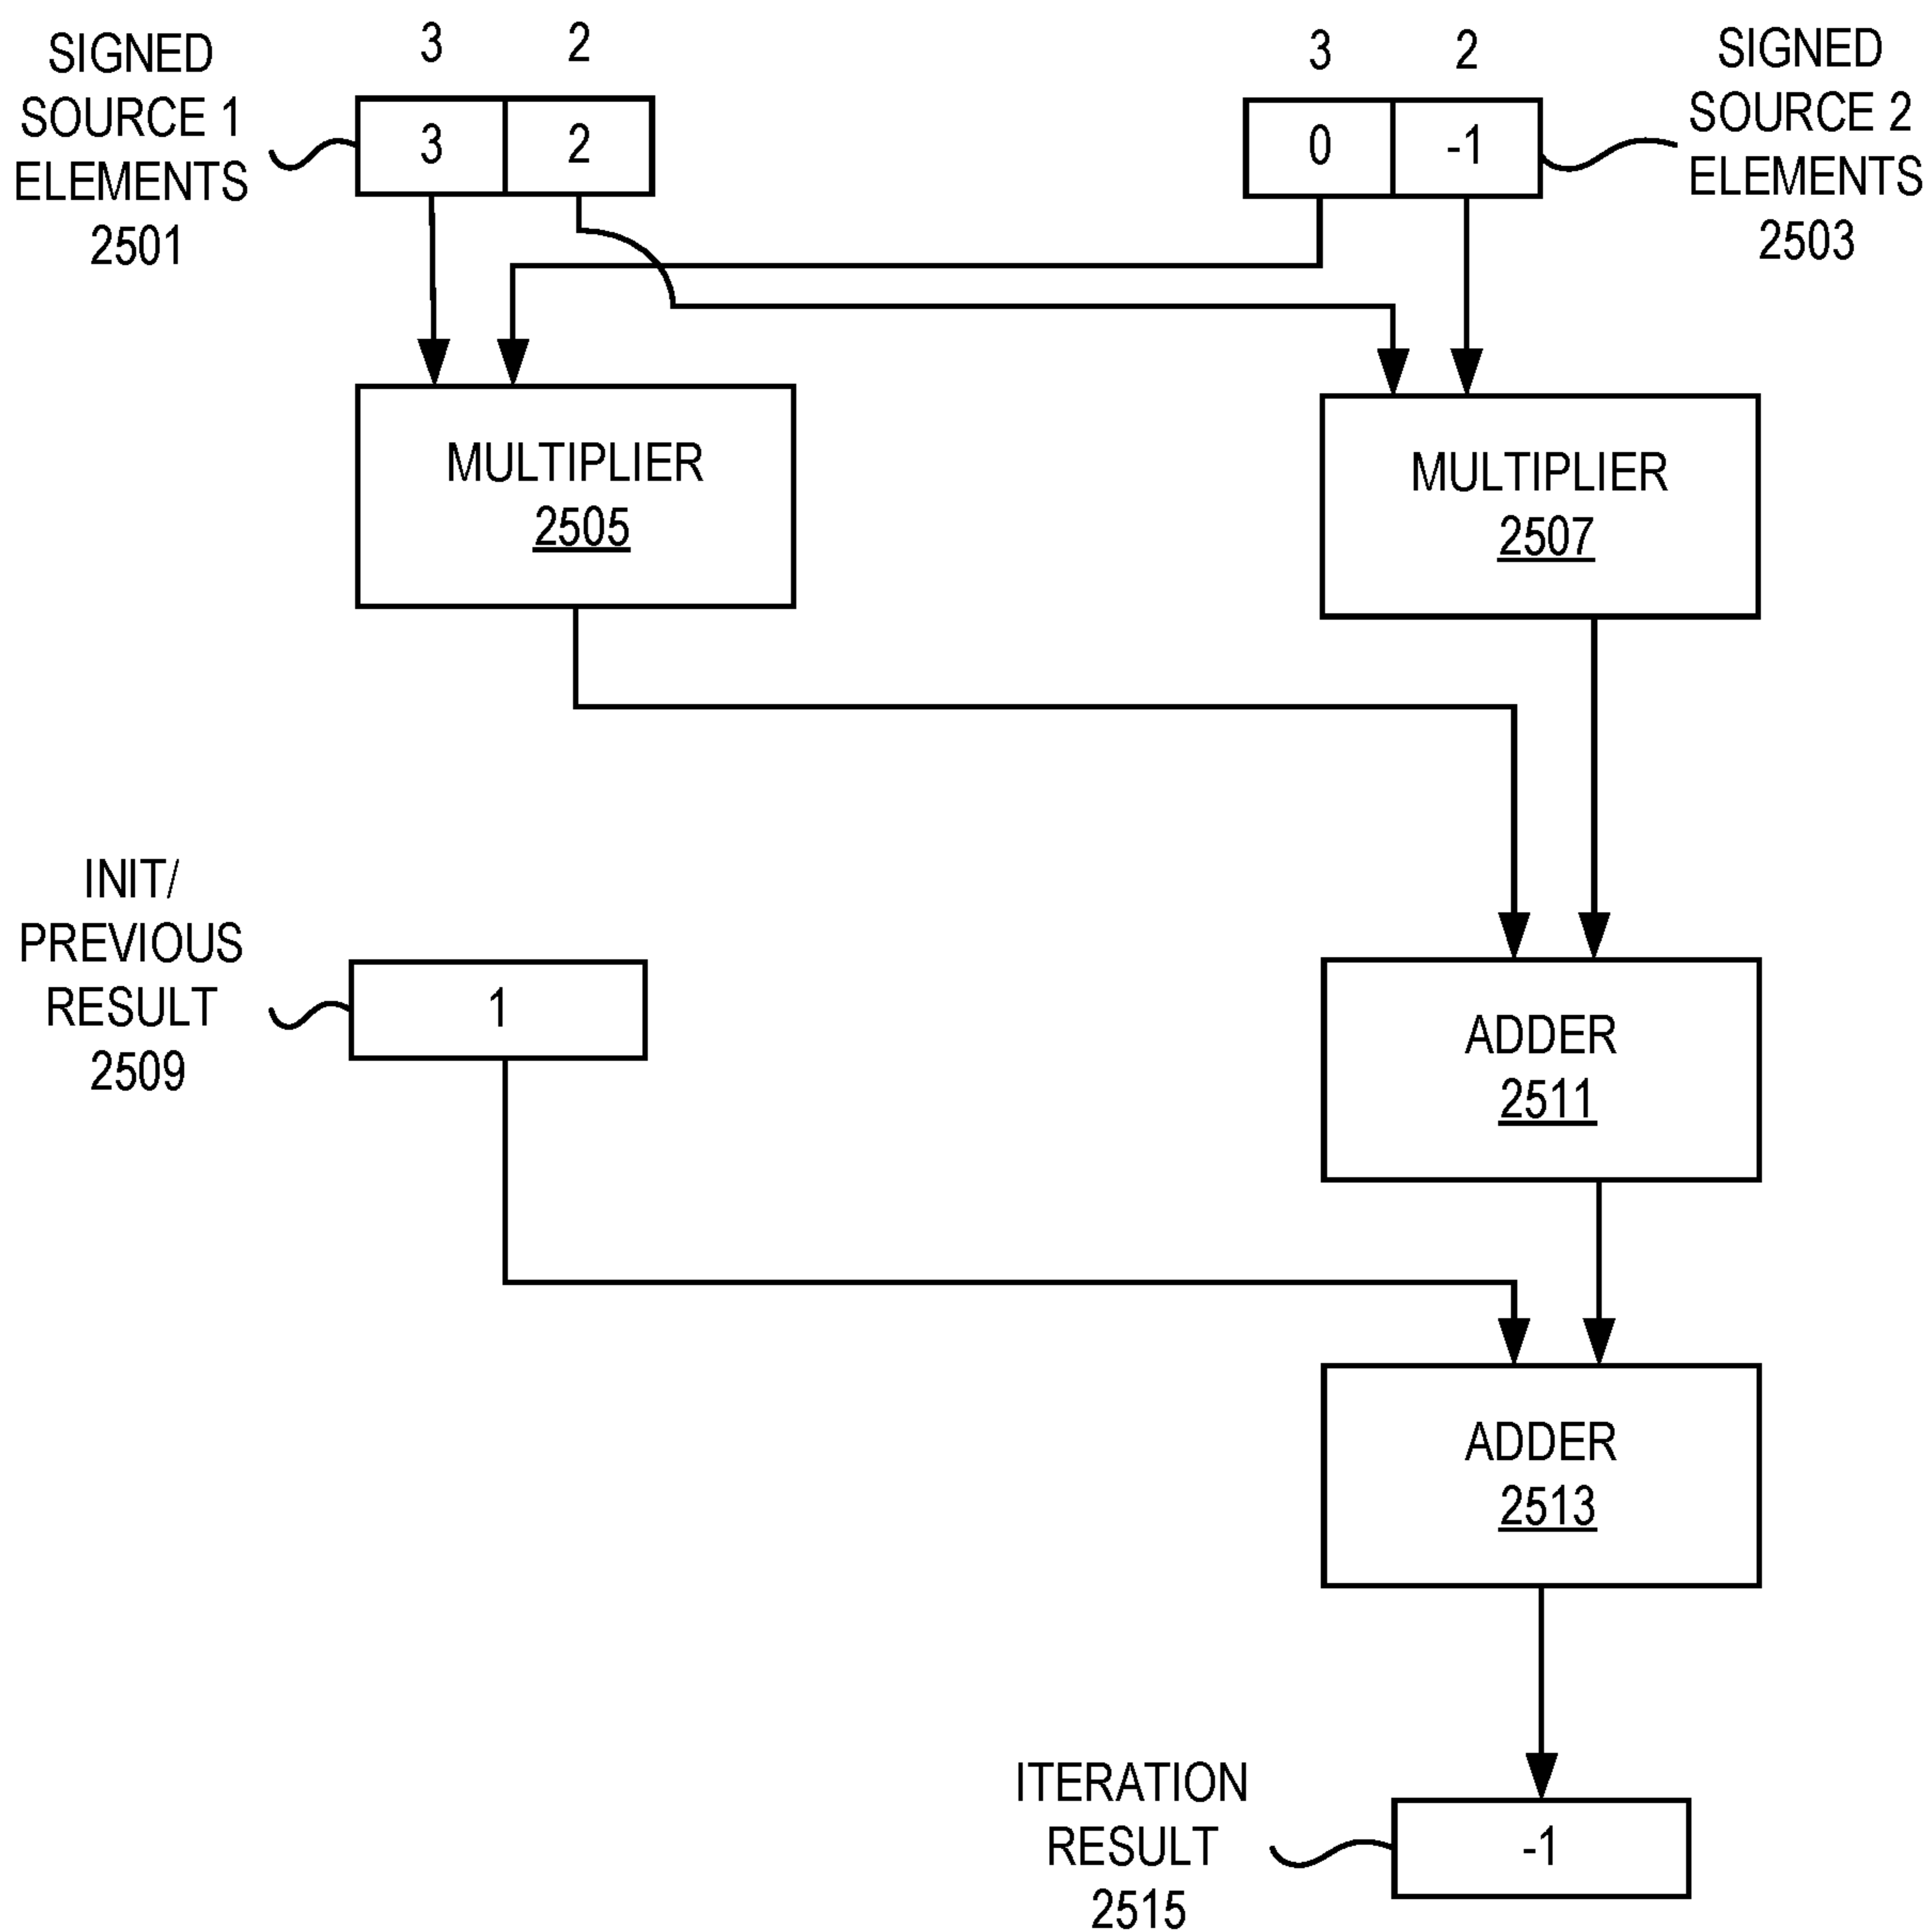 SIGNED
SOURCE 1
ELEMENTS
2501
3 2
3 2
3 2
0 -1
SIGNED
SOURCE 2
ELEMENTS
2503
MULTIPLIER
2505
MULTIPLIER
2507
INIT/
PREVIOUS
RESULT
2509
1
ADDER
2511
ADDER
2513
ITERATION
RESULT
2515
-1